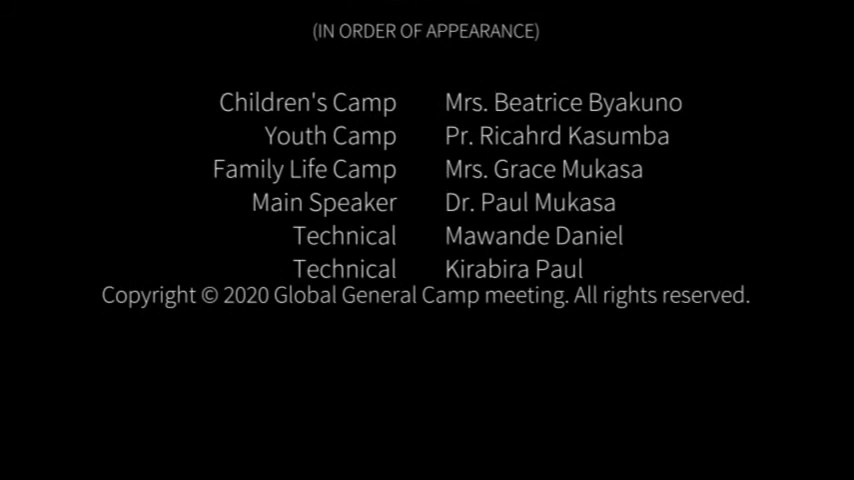 (IN ORDER OF APPEARANCE)
Children's Camp Mrs. Beatrice Byakuno
Youth Camp Pr. Ricahrd Kasumba
Family Life Camp Mrs. Grace Mukasa
Main Speaker Dr. Paul Mukasa
Technical Mawande Daniel
Technical Kirabira Paul
Copyright © 2020 Global General Camp meeting. All rights reserved.